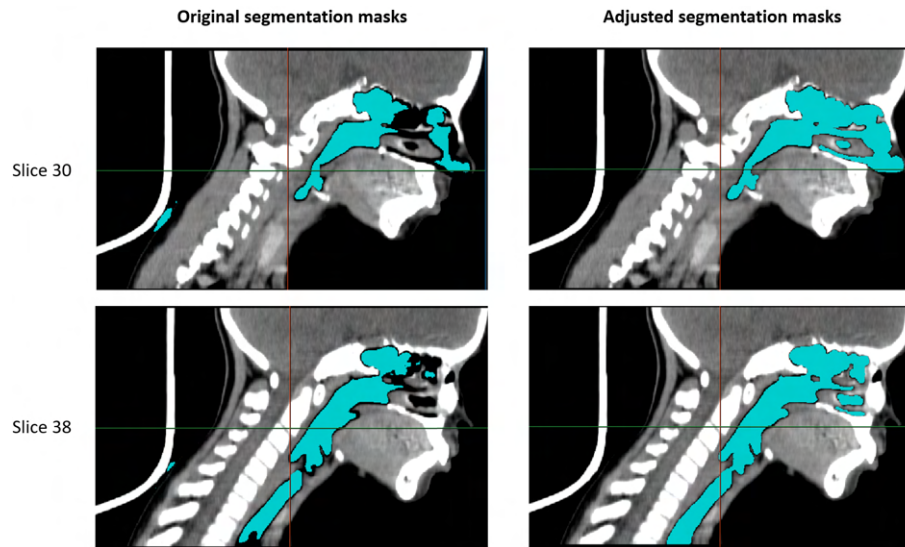 Original segmentation masks
Adjusted segmentation masks
Slice 30
Slice 38